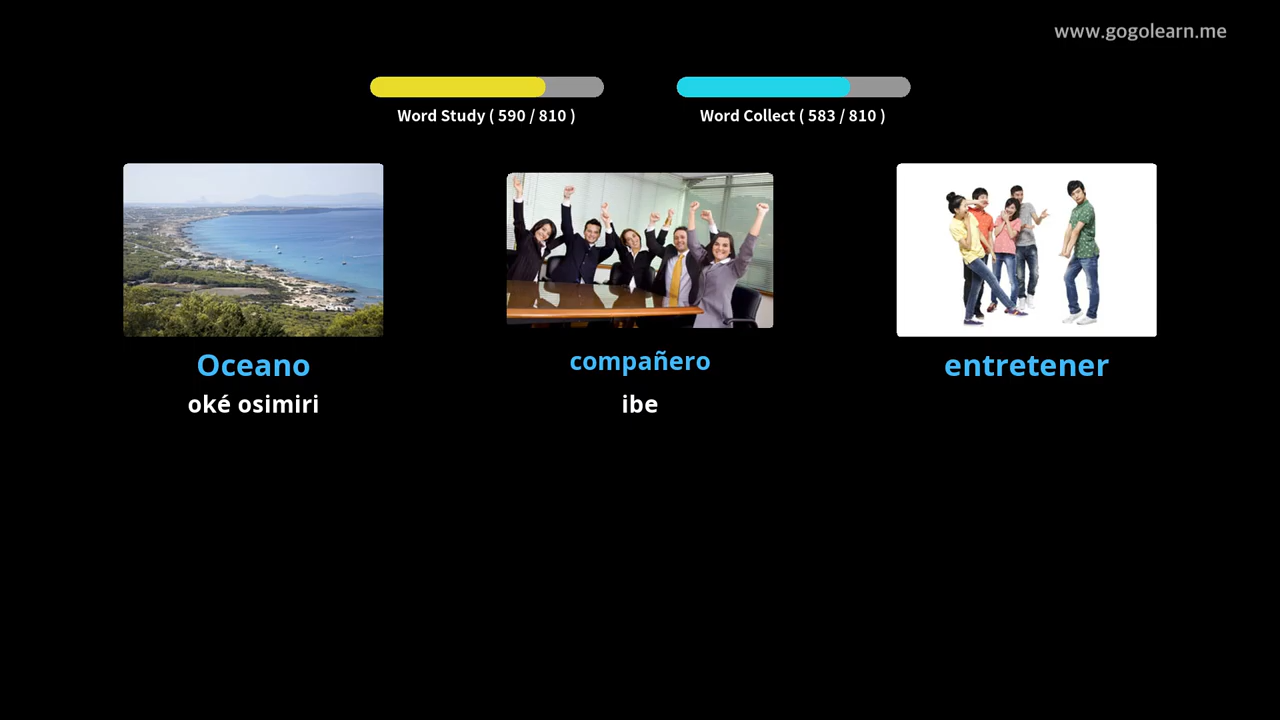 www.gogolearn.me
Word Study ( 590 / 810 )
Word Collect ( 583 / 810 )
Oceano
oké osimiri
compañero
ibe
entretener